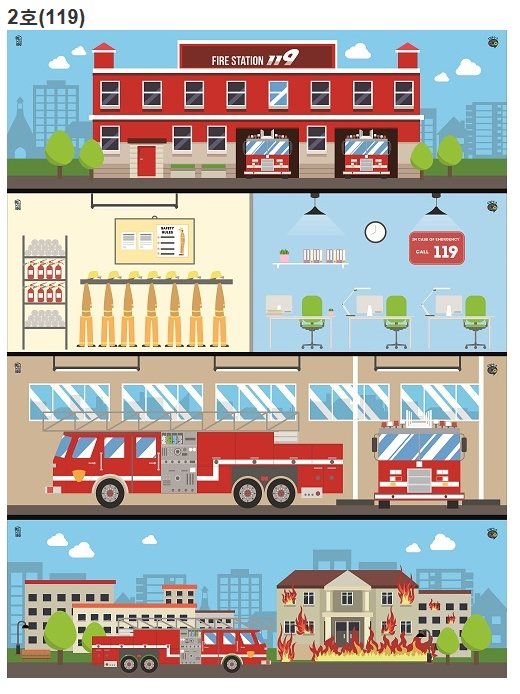 2호(119)
FIRE STATION 119
SAFETY
RULES
IN CASE OF EMERGENCY
CALL 119